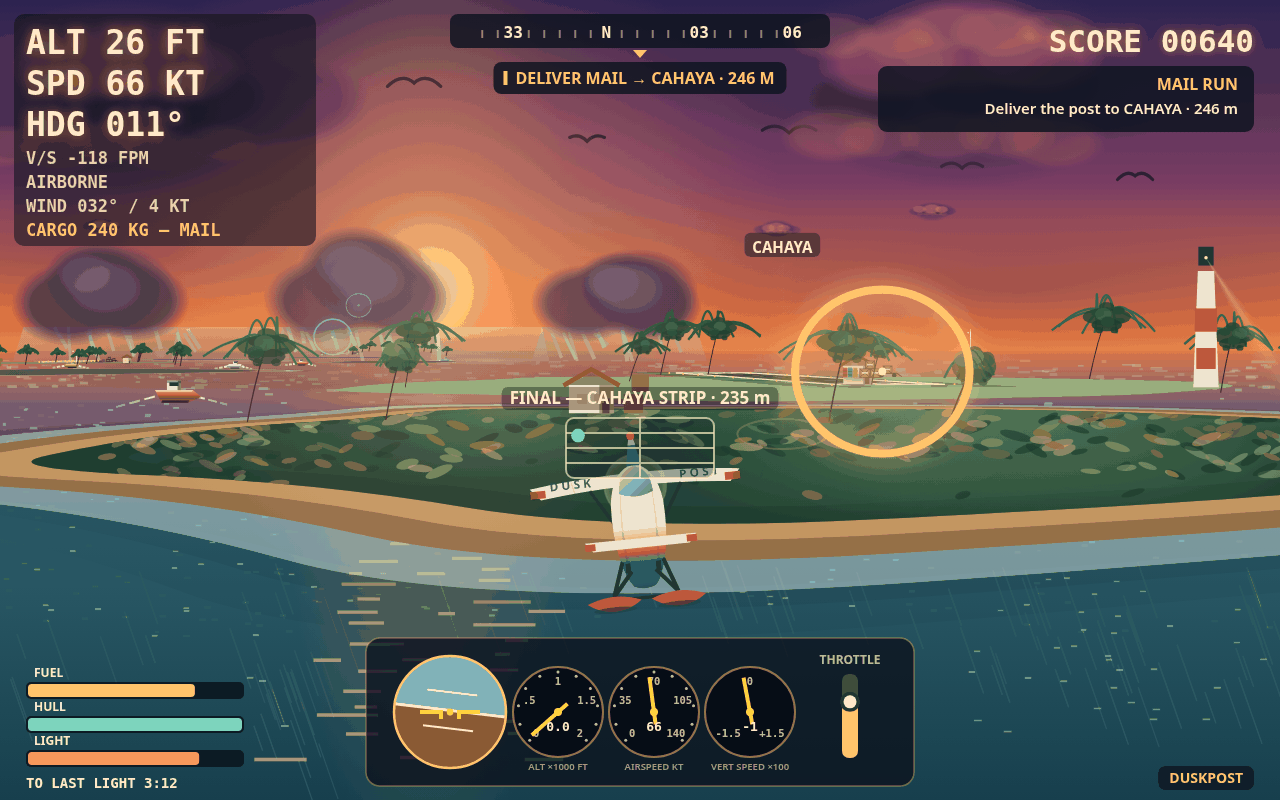 ALT 26 FT
SPD 66 KT
HDG 011°
V/S -118 FPM
AIRBORNE
WIND 032° / 4 KT
CARGO 240 KG — MAIL
33 N 03 06
DELIVER MAIL → CAHAYA · 246 M
SCORE 00640
MAIL RUN
Deliver the post to CAHAYA · 246 m
CAHAYA
FINAL — CAHAYA STRIP · 235 m
DUSK POST
FUEL
HULL
LIGHT
TO LAST LIGHT 3:12
0 .5 1 1.5 2
0.0
ALT ×1000 FT
0 35 70 105 140
66
AIRSPEED KT
-1.5 0 +1.5
-1
VERT SPEED ×100
THROTTLE
DUSKPOST